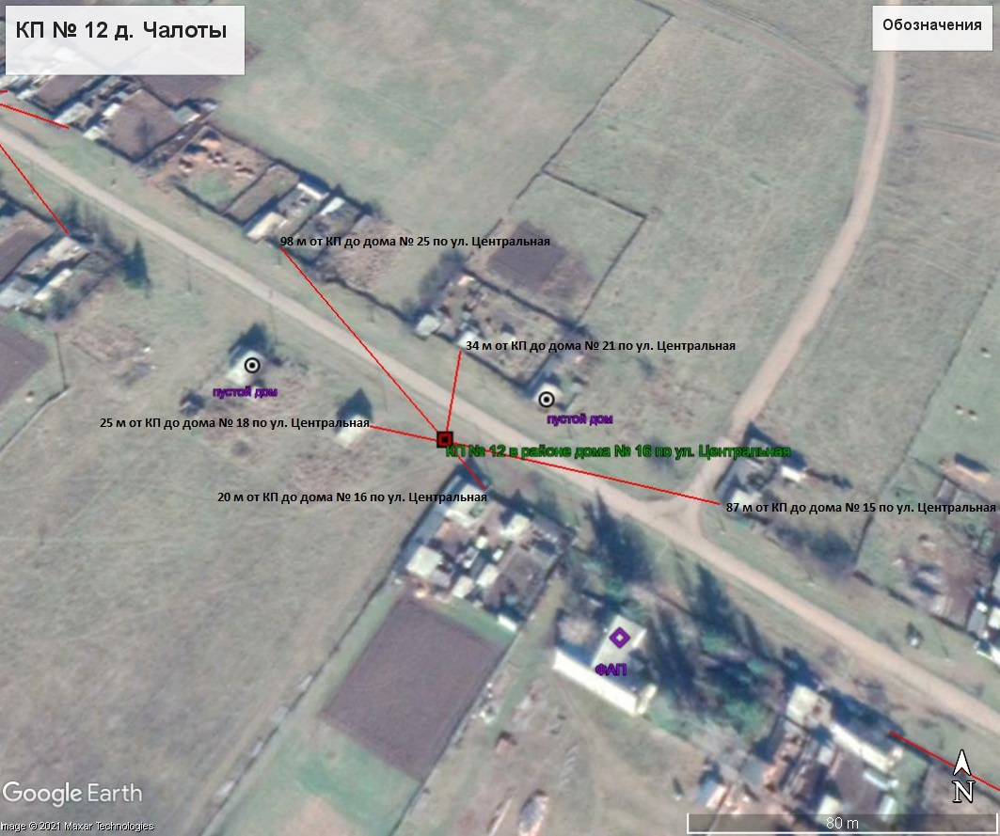 КП № 12 д. Чалоты
Обозначения
98 м от КП до дома № 25 по ул. Центральная
34 м от КП до дома № 21 по ул. Центральная
пустой дом
пустой дом
25 м от КП до дома № 18 по ул. Центральная
КП № 12 в районе дома № 16 по ул. Центральная
20 м от КП до дома № 16 по ул. Центральная
87 м от КП до дома № 15 по ул. Центральная
ФАП
N
Google Earth
80 m
mage © 2021 Maxar Technologies